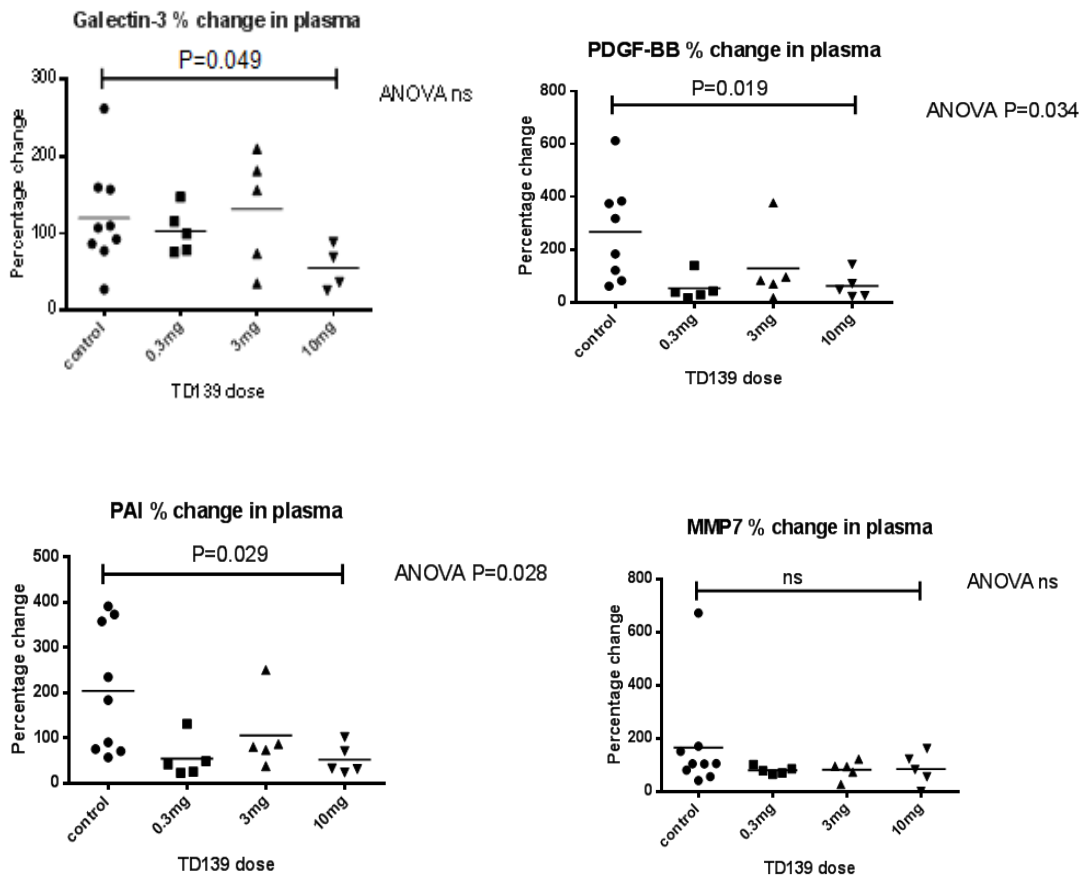 Galectin-3 % change in plasma
P=0.049
ANOVA ns
Percentage change
300
200
100
0
control
0.3mg
3mg
10mg
TD139 dose
PDGF-BB % change in plasma
P=0.019
ANOVA P=0.034
Percentage change
800
600
400
200
0
control
0.3mg
3mg
10mg
TD139 dose
PAI % change in plasma
P=0.029
ANOVA P=0.028
Percentage change
500
400
300
200
100
0
control
0.3mg
3mg
10mg
TD139 dose
MMP7 % change in plasma
ns
ANOVA ns
Percentage change
800
600
400
200
0
control
0.3mg
3mg
10mg
TD139 dose